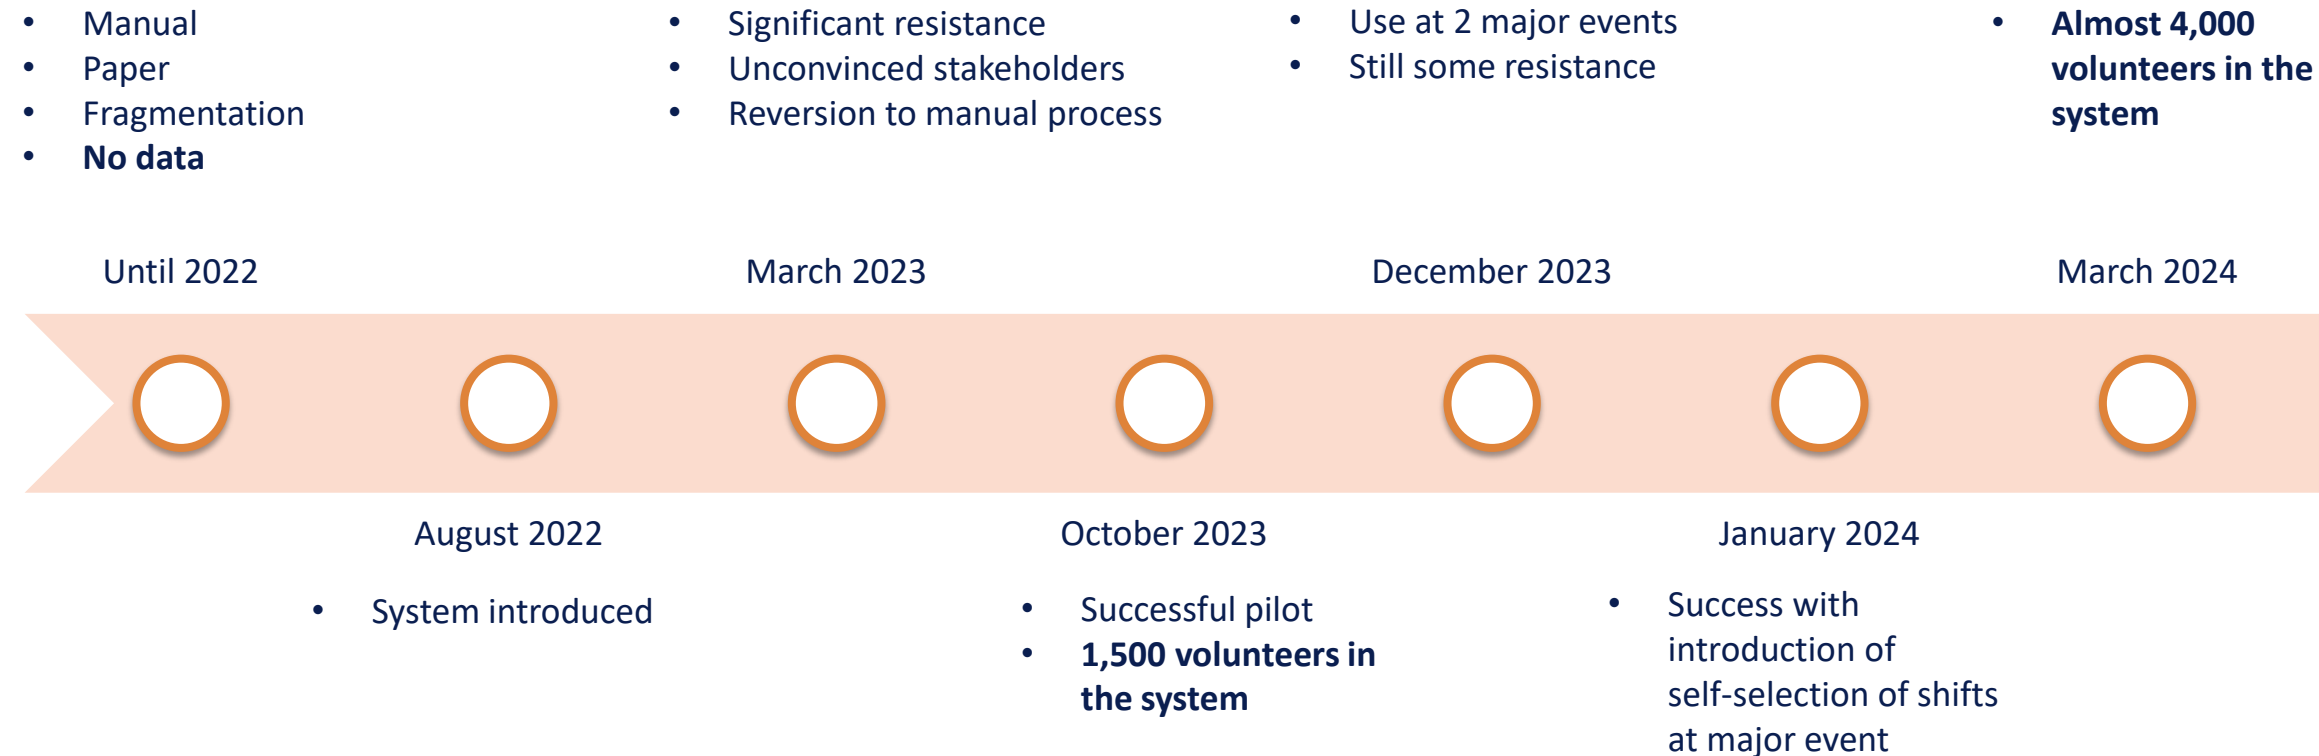 • Manual
• Paper
• Fragmentation
• No data
Until 2022
August 2022
• System introduced
• Significant resistance
• Unconvinced stakeholders
• Reversion to manual process
March 2023
October 2023
• Successful pilot
• 1,500 volunteers in
the system
• Use at 2 major events
• Still some resistance
December 2023
January 2024
• Success with
introduction of
self-selection of shifts
at major event
• Almost 4,000
volunteers in the
system
March 2024